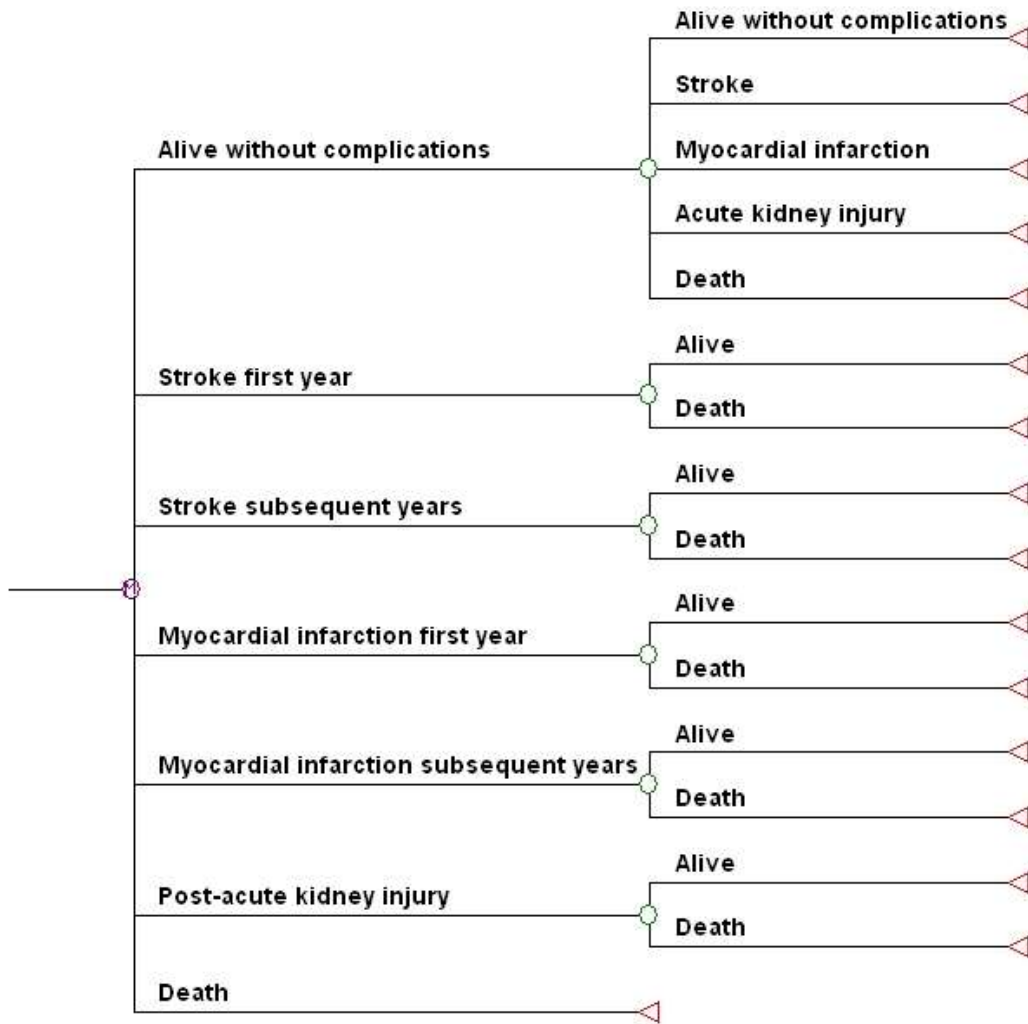 Alive without complications
Stroke
Myocardial infarction
Acute kidney injury
Death
Alive without complications
Alive
Death
Stroke first year
Alive
Death
Stroke subsequent years
M
Alive
Death
Myocardial infarction first year
Alive
Death
Myocardial infarction subsequent years
Alive
Death
Post-acute kidney injury
Death